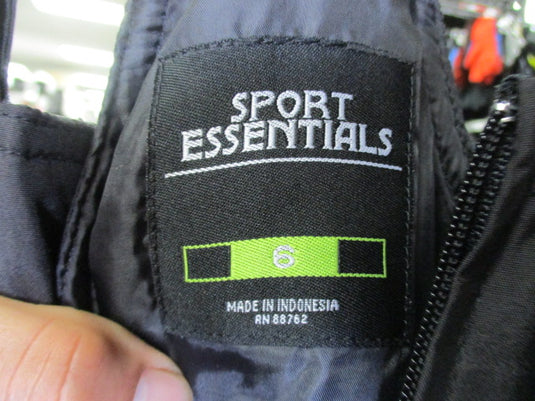 SPORT
ESSENTIALS
6
MADE IN INDONESIA
RN 88762